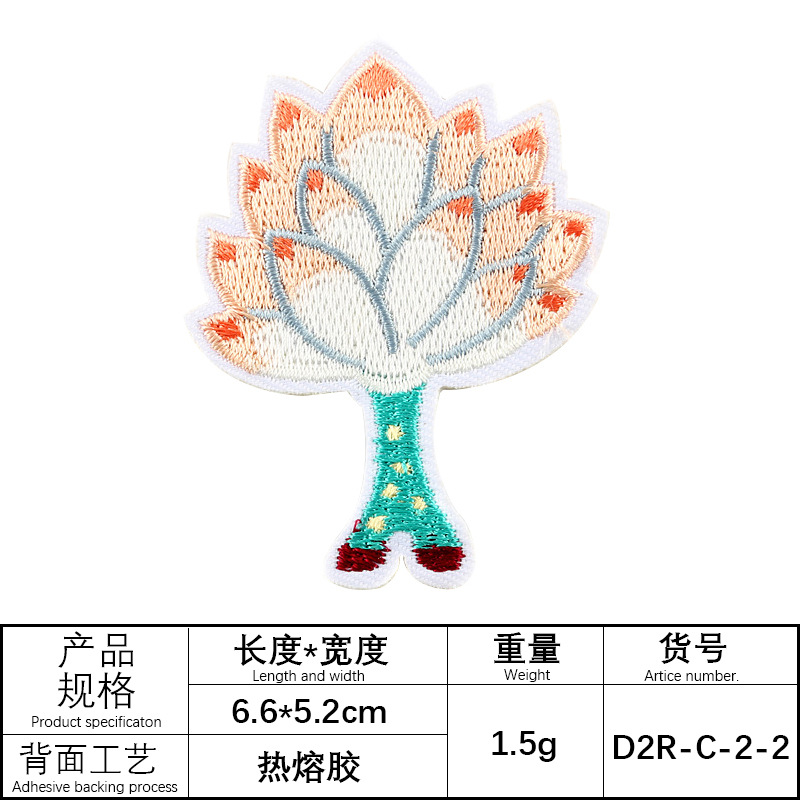 产品
规格
Product specificaton
长度*宽度
Length and width
重量
Weight
货号
Artice number.
6.6*5.2cm
1.5g
D2R-C-2-2
背面工艺
Adhesive backing process
热熔胶